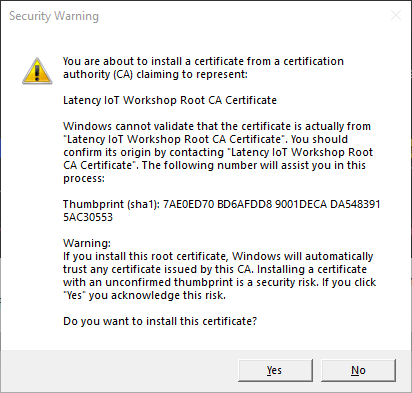 Security Warning
You are about to install a certificate from a certification
authority (CA) claiming to represent:
Latency IoT Workshop Root CA Certificate
Windows cannot validate that the certificate is actually from
"Latency IoT Workshop Root CA Certificate". You should
confirm its origin by contacting "Latency IoT Workshop Root
CA Certificate". The following number will assist you in this
process:
Thumbprint (sha1): 7AE0ED70 BD6AFDD8 9001DECA DA548391
5AC30553
Warning:
If you install this root certificate, Windows will automatically
trust any certificate issued by this CA. Installing a certificate
with an unconfirmed thumbprint is a security risk. If you click
"Yes" you acknowledge this risk.
Do you want to install this certificate?
Yes
No